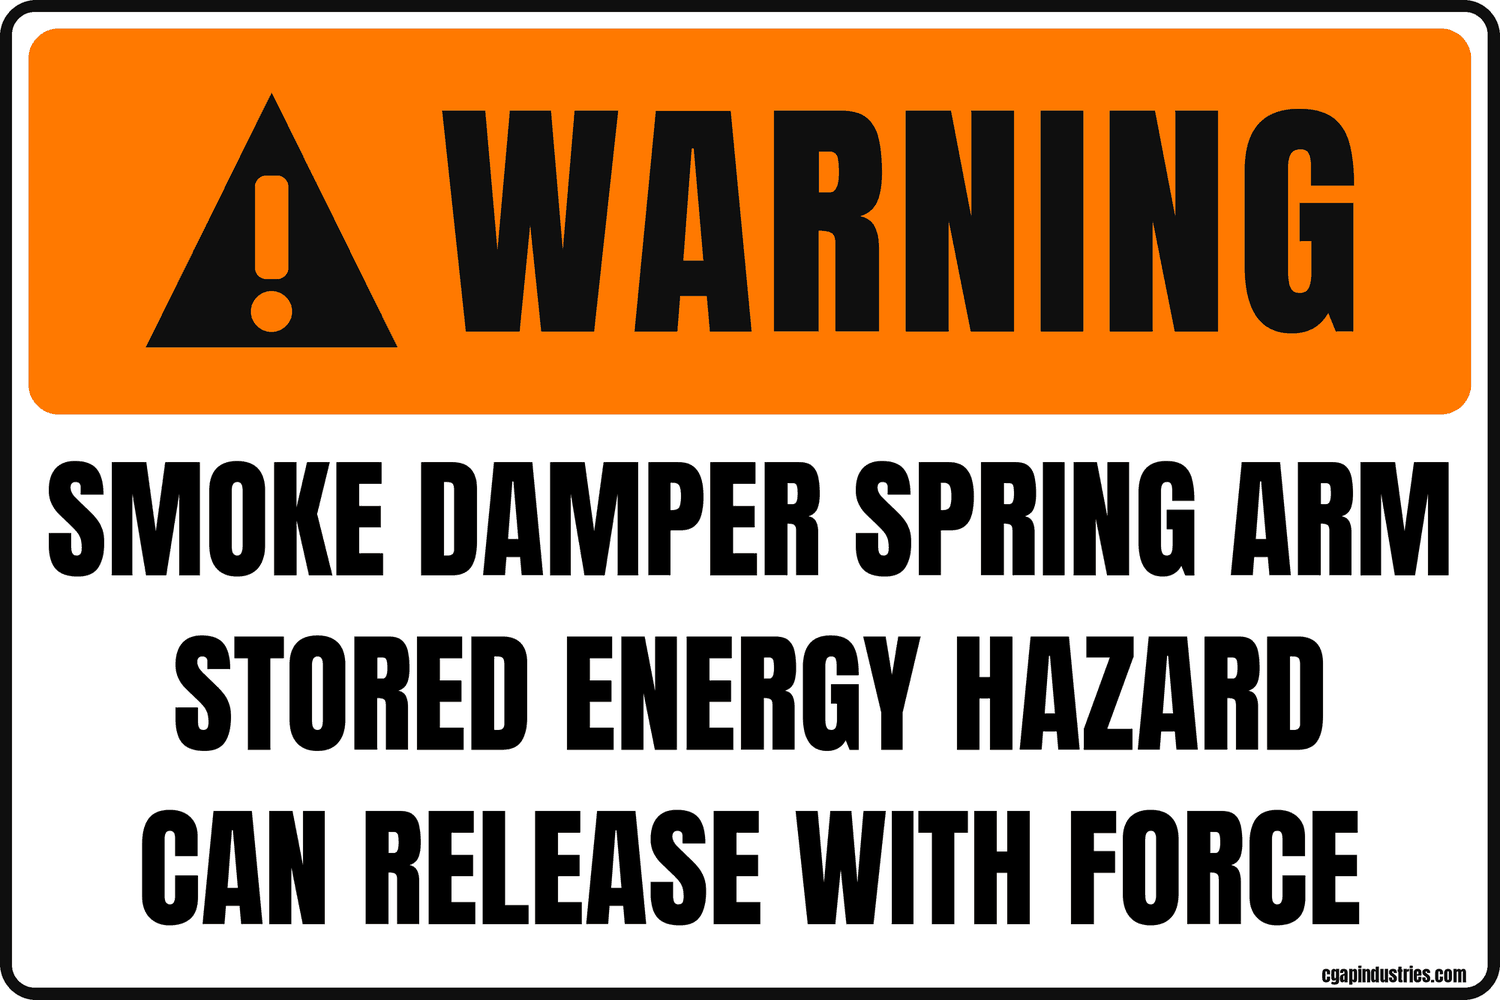 WARNING
SMOKE DAMPER SPRING ARM
STORED ENERGY HAZARD
CAN RELEASE WITH FORCE
cgapindustries.com